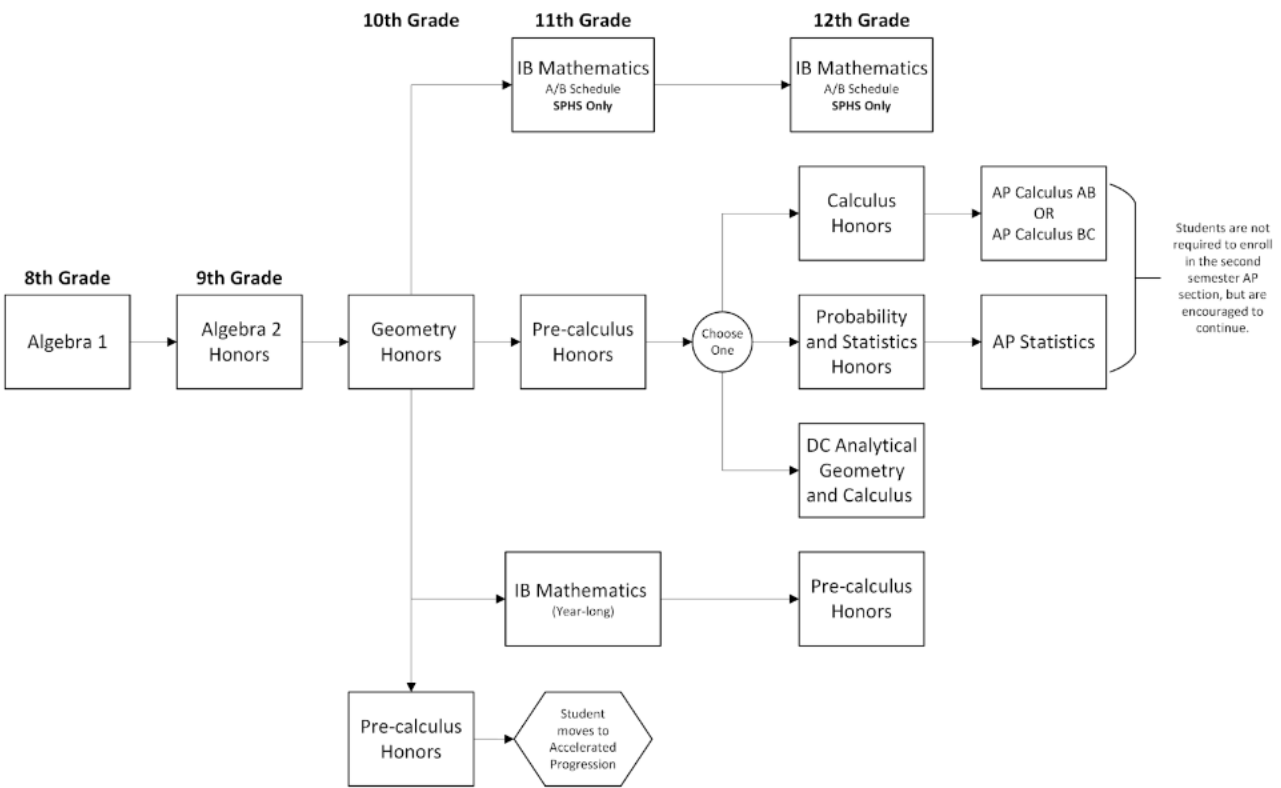 10th Grade
11th Grade
12th Grade
IB Mathematics
A/B Schedule
SPHS Only
IB Mathematics
A/B Schedule
SPHS Only
Calculus
Honors
AP Calculus AB
OR
AP Calculus BC
Students are not
required to enroll
in the second
semester AP
section, but are
encouraged to
continue.
8th Grade
9th Grade
Algebra 1
Algebra 2
Honors
Geometry
Honors
Pre-calculus
Honors
Choose
One
Probability
and Statistics
Honors
AP Statistics
DC Analytical
Geometry
and Calculus
IB Mathematics
(Year-long)
Pre-calculus
Honors
Pre-calculus
Honors
Student
moves to
Accelerated
Progression